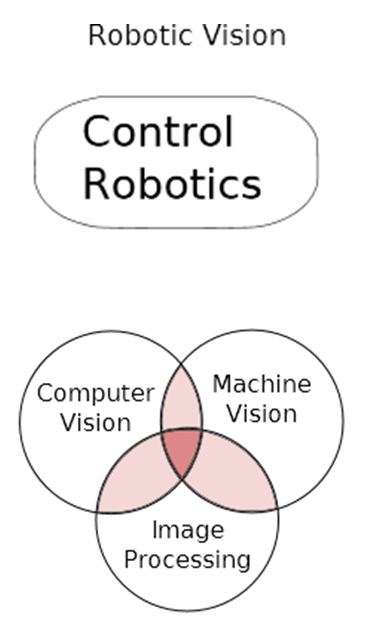 Robotic Vision
Control
Robotics
Computer
Vision
Machine
Vision
Image
Processing